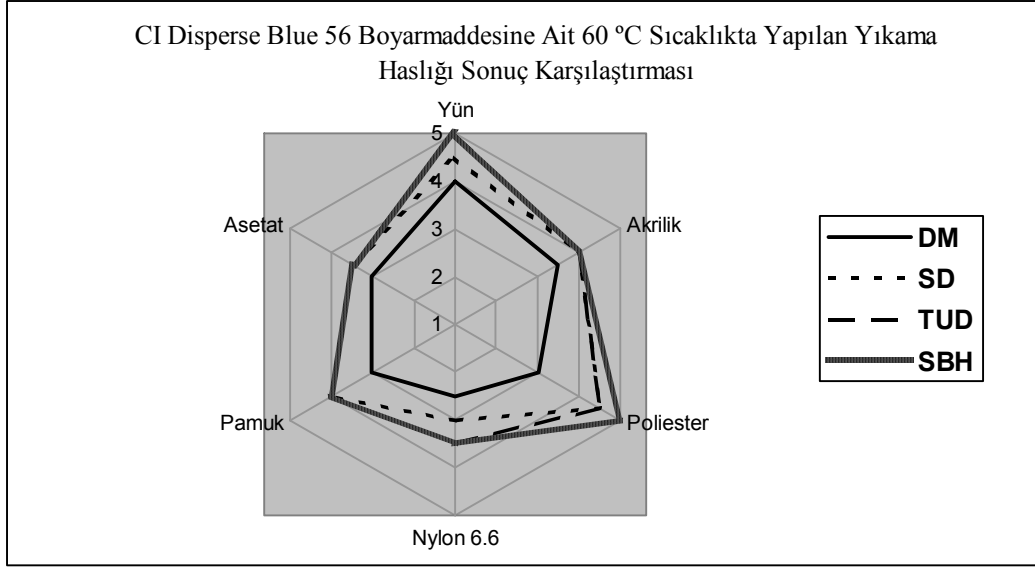 CI Disperse Blue 56 Boyarmaddesine Ait 60 ºC Sıcaklıkta Yapılan Yıkama
Haslığı Sonuç Karşılaştırması
Yün
5
4
Asetat
Akrilik
3
2
1
Pamuk
Poliester
Nylon 6.6
DM
SD
TUD
SBH